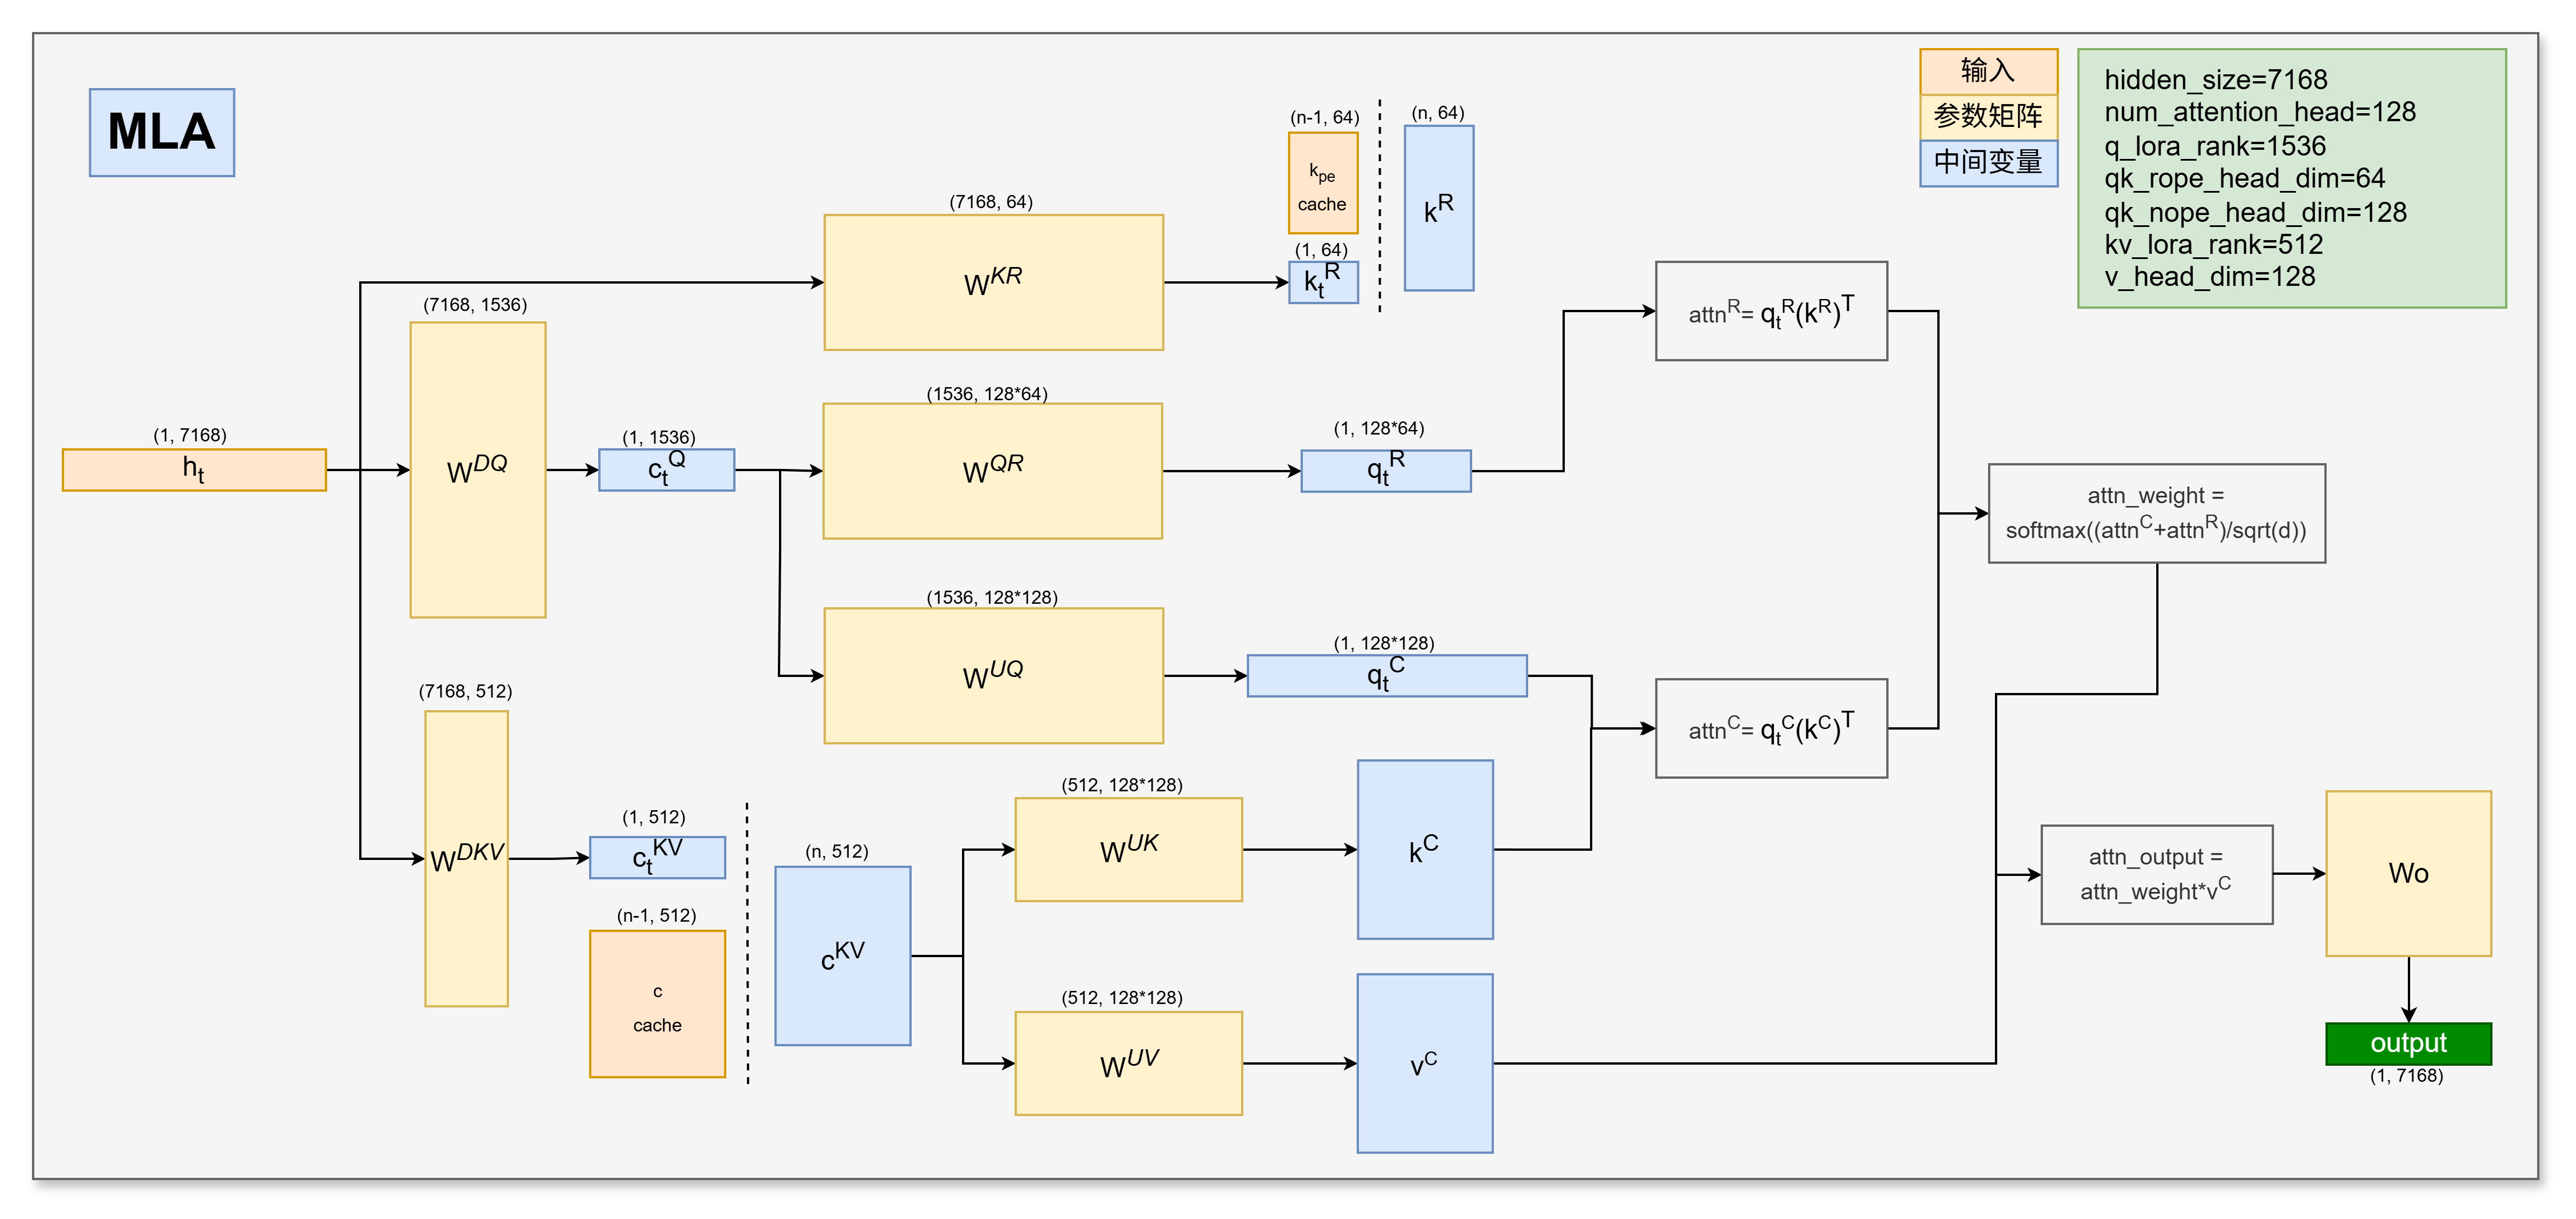 MLA
输入
参数矩阵
中间变量
hidden_size=7168
num_attention_head=128
q_lora_rank=1536
qk_rope_head_dim=64
qk_nope_head_dim=128
kv_lora_rank=512
v_head_dim=128
(n-1, 64)
k_pe
cache
(n, 64)
k^R
(1, 64)
k_t^R
(7168, 64)
W^KR
(7168, 1536)
W^DQ
(1, 7168)
h_t
(1, 1536)
c_t^Q
(1536, 128*64)
W^QR
(1, 128*64)
q_t^R
attn^R= q_t^R(k^R)^T
(1536, 128*128)
W^UQ
(1, 128*128)
q_t^C
attn^C= q_t^C(k^C)^T
attn_weight =
softmax((attn^C+attn^R)/sqrt(d))
(7168, 512)
W^DKV
(1, 512)
c_t^KV
(n-1, 512)
c
cache
(n, 512)
c^KV
(512, 128*128)
W^UK
k^C
(512, 128*128)
W^UV
v^C
attn_output =
attn_weight*v^C
Wo
output
(1, 7168)